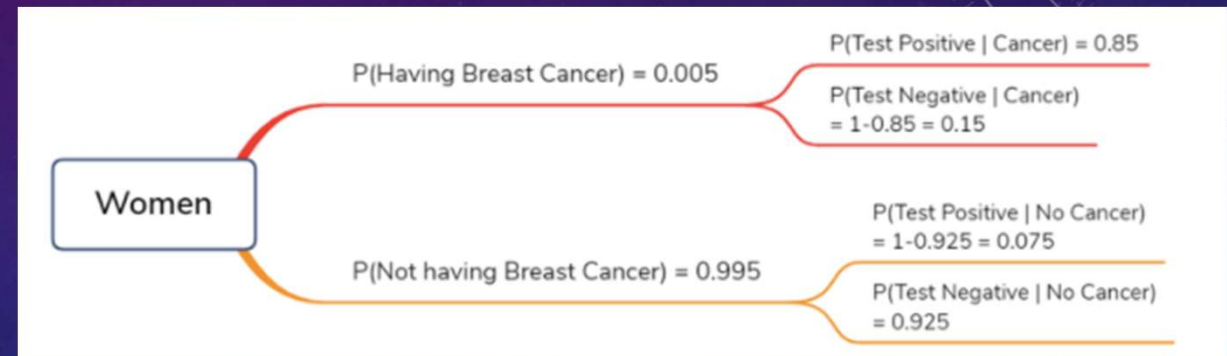 P(Test Positive | Cancer) = 0.85
P(Having Breast Cancer) = 0.005
P(Test Negative | Cancer)
= 1-0.85 = 0.15
Women
P(Test Positive | No Cancer)
= 1-0.925 = 0.075
P(Not having Breast Cancer) = 0.995
P(Test Negative | No Cancer)
= 0.925